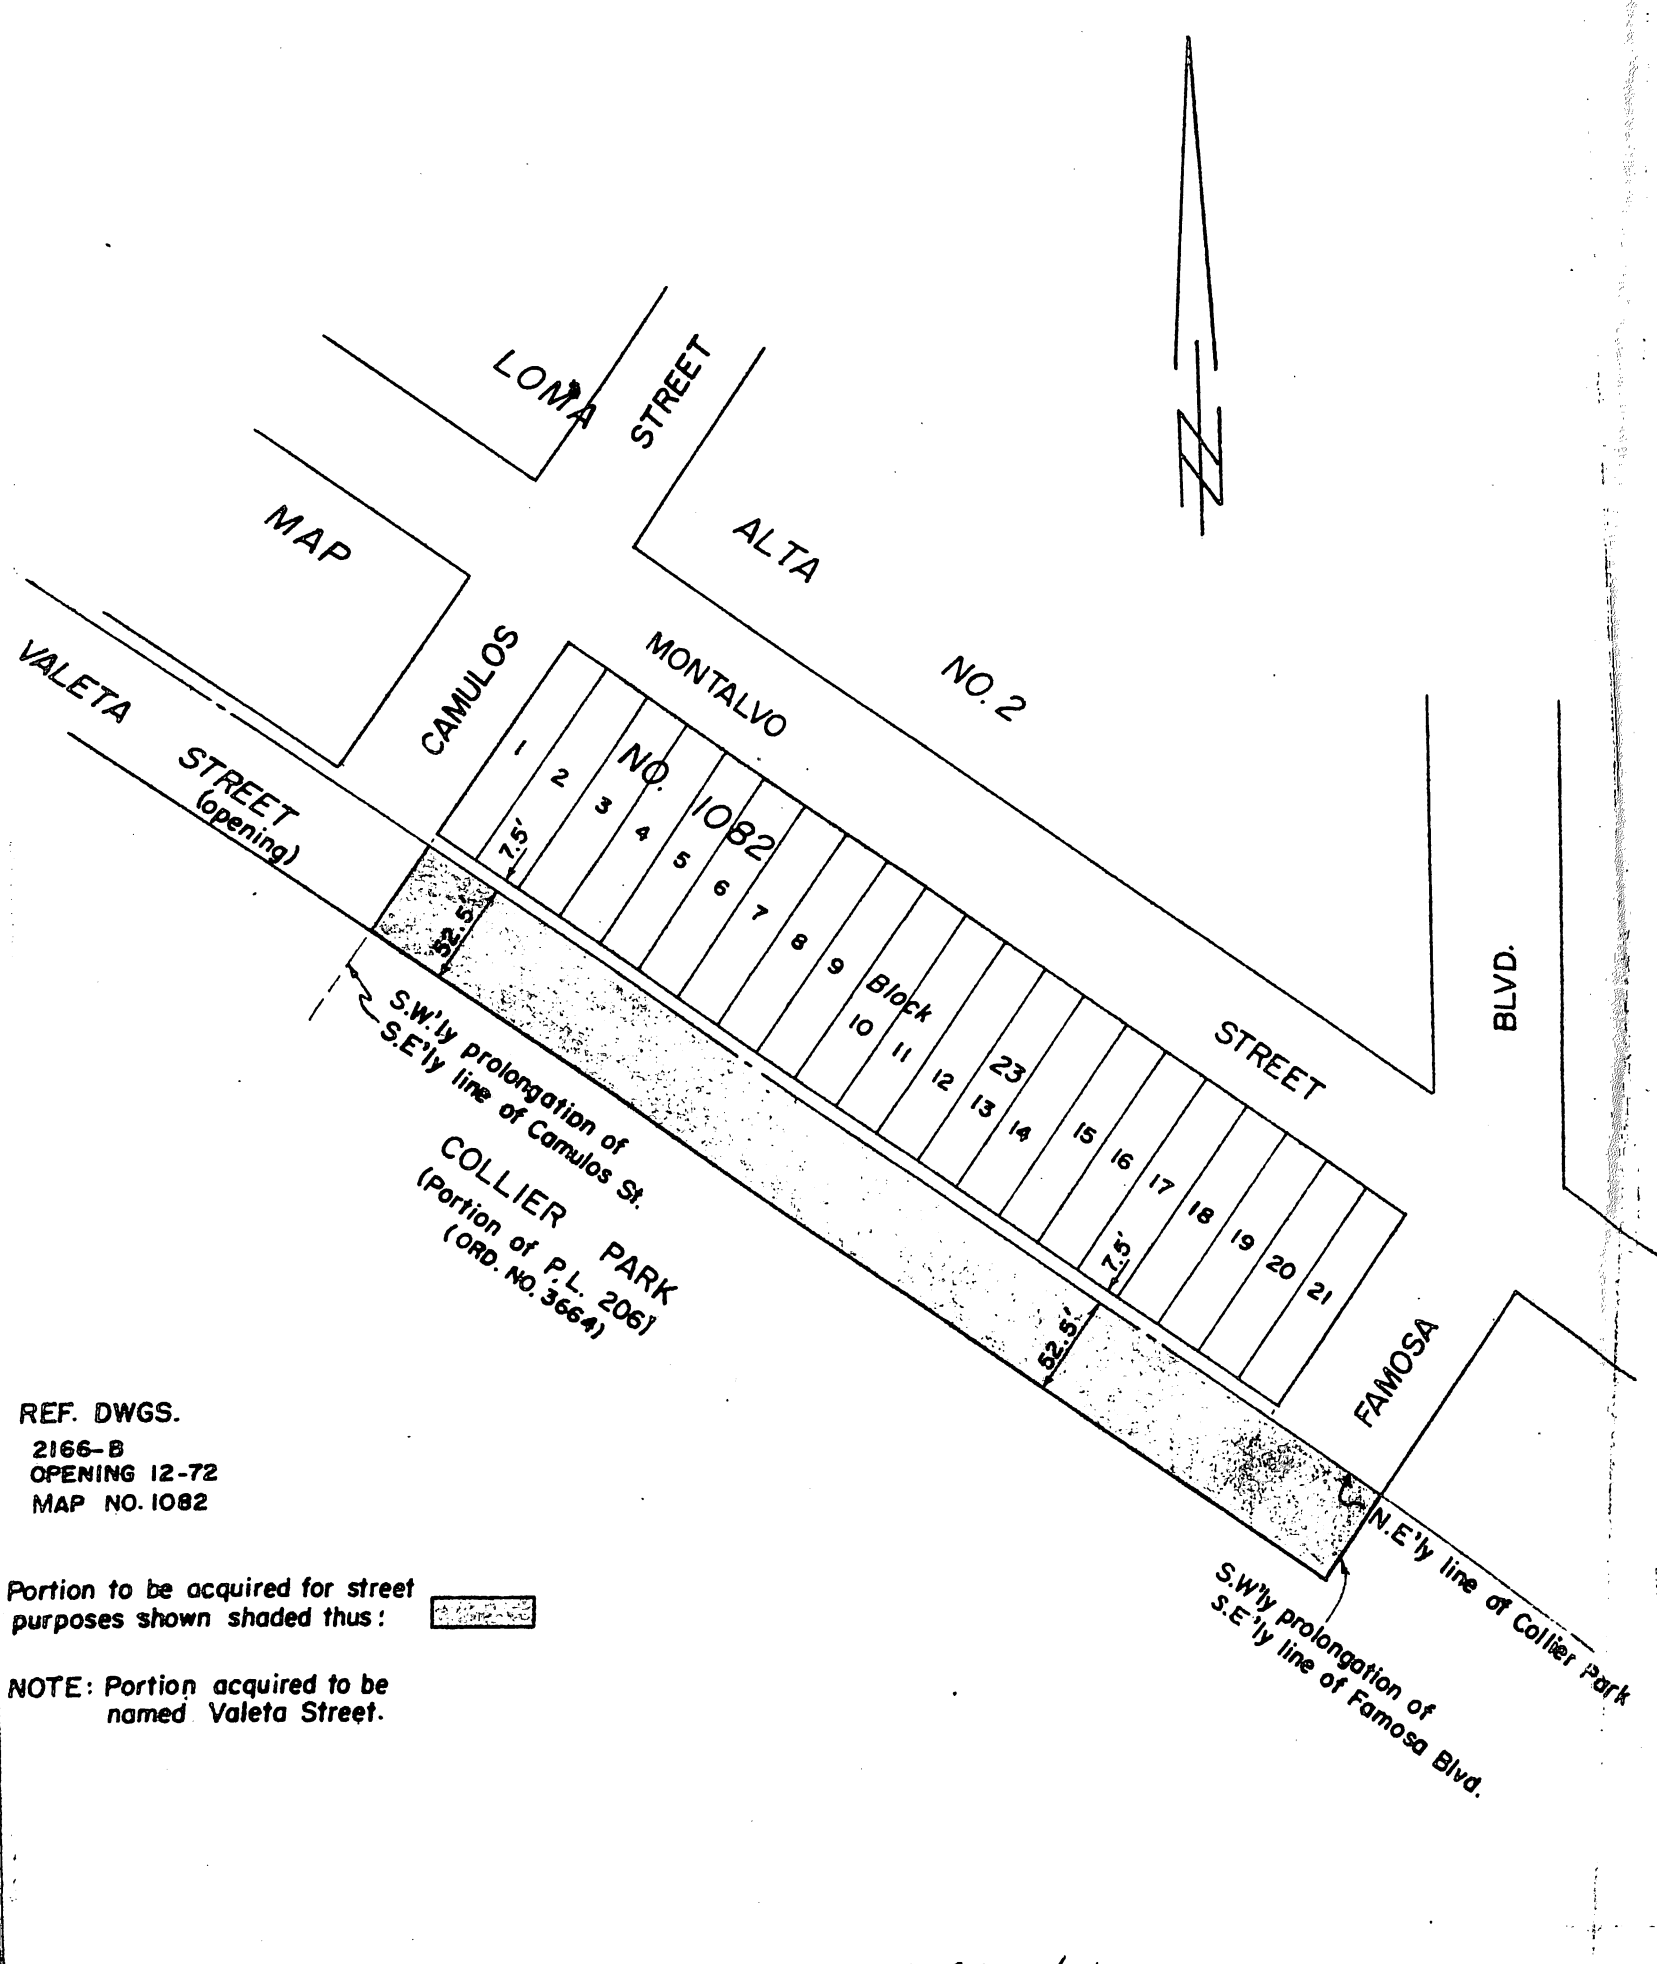 N
LOMA
STREET
ALTA
MAP
NO. 2
MONTALVO
CAMULOS
VALETA
STREET
(opening)
NO.
1082
1
2
3
4
5
6
7
8
9
Block
10
11
12
23
13
14
15
16
17
18
19
20
21
7.5'
52.5'
7.5'
52.5'
STREET
BLVD.
FAMOSA
S.W.'ly prolongation of
S.E'ly line of Camulos St.
COLLIER PARK
(Portion of P.L. 206)
(ORD. NO. 3664)
N.E'ly line of Collier Park
S.W'ly prolongation of
S.E'ly line of Famosa Blvd.
REF. DWGS.
2166-B
OPENING 12-72
MAP NO. 1082
Portion to be acquired for street
purposes shown shaded thus:
NOTE: Portion acquired to be
named Valeta Street.